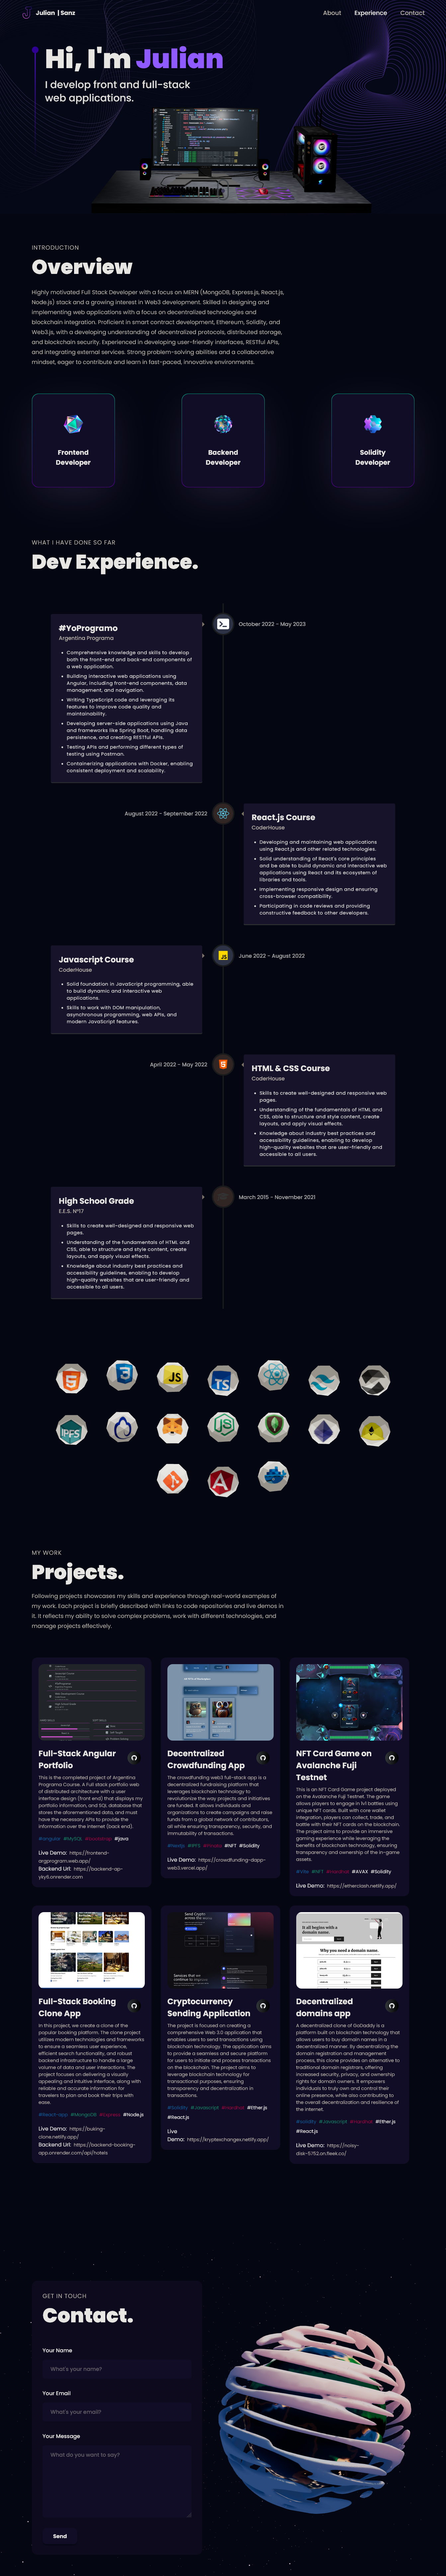 Julian | Sanz
About
Experience
Contact
Hi, I'm Julian
I develop front and full-stack
web applications.
INTRODUCTION
Overview
Highly motivated Full Stack Developer with a focus on MERN (MongoDB, Express.js, React.js,
Node.js) stack and a growing interest in Web3 development. Skilled in designing and
implementing web applications with a focus on decentralized technologies and
blockchain integration. Proficient in smart contract development, Ethereum, Solidity, and
Web3.js, with a developing understanding of decentralized protocols, distributed storage,
and blockchain security. Experienced in developing user-friendly interfaces, RESTful APIs,
and integrating external services. Strong problem-solving abilities and a collaborative
mindset, eager to contribute and learn in fast-paced, innovative environments.
Frontend
Developer
Backend
Developer
Solidity
Developer
WHAT I HAVE DONE SO FAR
Dev Experience.
#YoProgramo
Argentina Programa
• Comprehensive knowledge and skills to develop
both the front-end and back-end components of
a web application.
• Building interactive web applications using
Angular, including front-end components, data
management, and navigation.
• Writing TypeScript code and leveraging its
features to improve code quality and
maintainability.
• Developing server-side applications using Java
and frameworks like Spring Boot, handling data
persistence, and creating RESTful APIs.
• Testing APIs and performing different types of
testing using Postman.
• Containerizing applications with Docker, enabling
consistent deployment and scalability.
October 2022 - May 2023
August 2022 - September 2022
React.js Course
CoderHouse
• Developing and maintaining web applications
using React.js and other related technologies.
• Solid understanding of React's core principles
and be able to build dynamic and interactive web
applications using React and its ecosystem of
libraries and tools.
• Implementing responsive design and ensuring
cross-browser compatibility.
• Participating in code reviews and providing
constructive feedback to other developers.
Javascript Course
CoderHouse
• Solid foundation in JavaScript programming, able
to build dynamic and interactive web
applications.
• Skills to work with DOM manipulation,
asynchronous programming, web APIs, and
modern JavaScript features.
June 2022 - August 2022
April 2022 - May 2022
HTML & CSS Course
CoderHouse
• Skills to create well-designed and responsive web
pages.
• Understanding of the fundamentals of HTML and
CSS, able to structure and style content, create
layouts, and apply visual effects.
• Knowledge about industry best practices and
accessibility guidelines, enabling to develop
high-quality websites that are user-friendly and
accessible to all users.
High School Grade
E.E.S. N°17
• Skills to create well-designed and responsive web
pages.
• Understanding of the fundamentals of HTML and
CSS, able to structure and style content, create
layouts, and apply visual effects.
• Knowledge about industry best practices and
accessibility guidelines, enabling to develop
high-quality websites that are user-friendly and
accessible to all users.
March 2015 - November 2021
JS
TS
IPFS
MY WORK
Projects.
Following projects showcases my skills and experience through real-world examples of
my work. Each project is briefly described with links to code repositories and live demos in
it. It reflects my ability to solve complex problems, work with different technologies, and
manage projects effectively.
Full-Stack Angular
Portfolio
This is the completed project of Argentina
Programa Course. A Full stack portfolio web
of distributed architecture with a user
interface design (front end) that displays my
portfolio information, and SQL database that
stores the aforementioned data, and must
have APIs that allow the user to visualize
information over the Internet (back end).
#angular #MySQL #bootstrap #java
Live Demo: https://frontend-
argprogram.web.app/
Backend Url: https://backend-ap-
yky8.onrender.com
Decentralized
Crowdfunding App
The crowdfunding web3 full-stack app is a
decentralized fundraising platform that
leverages blockchain technology to
revolutionize the way projects and initiatives
are funded. It allows individuals and
organizations to create campaigns and raise
funds from a global network of contributors,
all while ensuring transparency, security, and
immutability of transactions.
#Nextjs #IPFS #Thirdweb #NFT #Solidity
Live Demo: https://crowdfunding-dapp-
web3.vercel.app/
NFT Card Game on
Avalanche Fuji
Testnet
This is an NFT Card Game project deployed
on the Avalanche Fuji Testnet. The game
allows players to engage in 1v1 battles using
unique NFT cards. Built with core wallet
integration, players can collect, trade, and
battle with their NFT cards on the blockchain.
The project aims to provide an immersive
gaming experience while leveraging the
transparency and ownership of the in-game
assets.
#Vite #NFT #Hardhat #AVAX #Solidity
Live Demo: https://etherclash.netlify.app/
Full-Stack Booking
Clone App
In this project, we create a clone of the
popular booking platform. The clone project
utilizes modern technologies and frameworks
to ensure a seamless user experience,
efficient search functionality, and robust
backend infrastructure to handle a large
volume of data and user interactions. The
project focuses on developing a visually
appealing and intuitive interface, along with
reliable and accurate information for
travelers to plan and book their trips with
ease.
#React-app #MongoDB #Express #Node.js
Live Demo: https://buking-
clone.netlify.app/
Backend Url: https://backend-booking-
app.onrender.com/api/hotels
Send Crypto
across the world
Services that we
continue to improve
Cryptocurrency
Sending Application
The project is focused on creating a
comprehensive Web 3.0 application that
enables users to send transactions through
blockchain technology. The application aims
to provide a seamless and secure platform
for users to initiate and process transactions
on the blockchain. The project aims to
leverage blockchain technology for
educational purposes, ensuring
transparency, and decentralization in
transactions.
#Solidity #Javascript #Hardhat #Ether.js
#React.js
Live
Demo: https://kryptexchangex.netlify.app/
It all begins with a
domain name.
Why you need a domain name.
Decentralized
domains app
A decentralized clone of GoDaddy is a
platform built on blockchain technology that
allows users to buy, sell, and manage domain
names in a decentralized manner. By decentralizing the
domain registration and management
process, this clone provides an alternative to
traditional domain registrars, offering
increased security, privacy, and ownership
rights for domain owners. It empowers
individuals to truly own and control their
online presence, contributing to the overall
decentralization and resilience of
the internet.
#solidity #Javascript #Hardhat #Ether.js
#React.js
Live Demo: https://noisy-
disk-5752.on.fleek.co/
GET IN TOUCH
Contact.
Your Name
What's your name?
Your Email
What's your email?
Your Message
What do you want to say?
Send